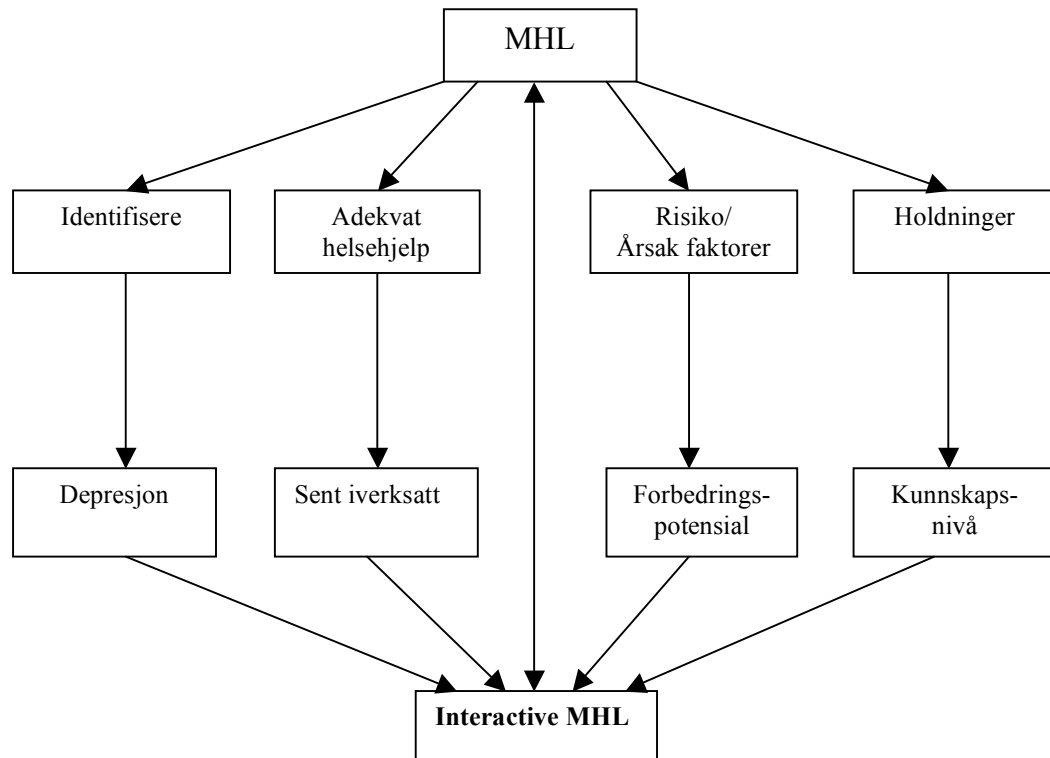 MHL
Identifisere
Adekvat
helsehjelp
Risiko/
Årsak faktorer
Holdninger
Depresjon
Sent iverksatt
Forbedrings-
potensial
Kunnskaps-
nivå
Interactive MHL